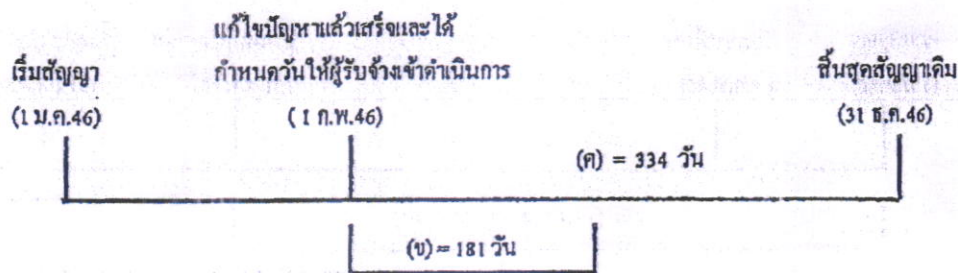 แก้ไขปัญหาแล้วเสร็จและได้
เริ่มสัญญา กำหนดวันให้ผู้รับจ้างเข้าดำเนินการ สิ้นสุดสัญญาเดิม
(1 ม.ค.46) ( 1 ก.พ.46) (31 ธ.ค.46)
(ค) = 334 วัน
(ข) = 181 วัน